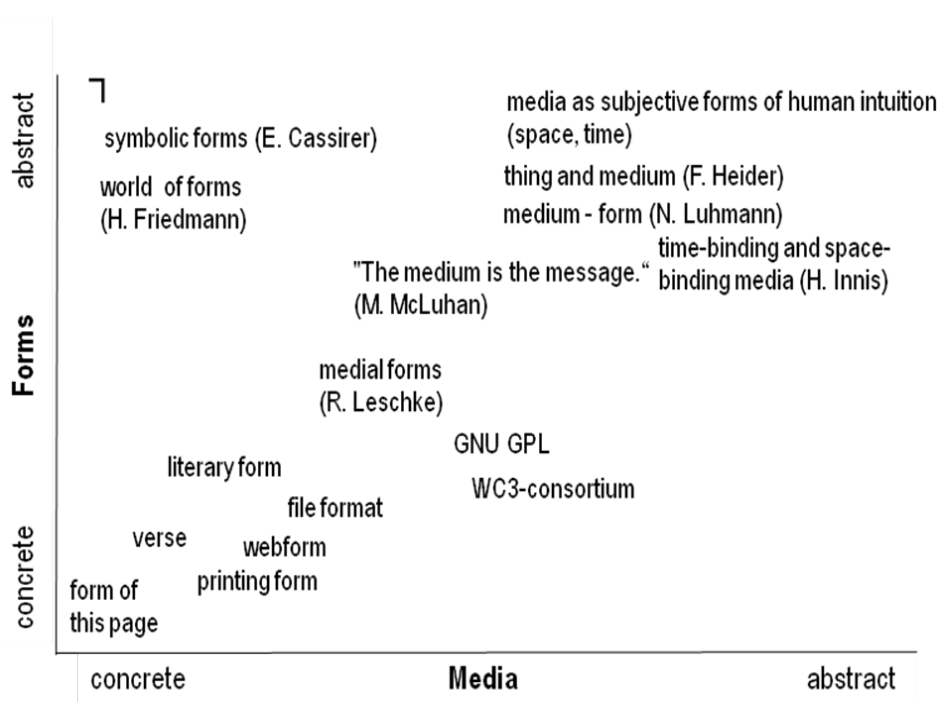 abstract
Forms
concrete
¬
symbolic forms (E. Cassirer)
world of forms
(H. Friedmann)
media as subjective forms of human intuition
(space, time)
thing and medium (F. Heider)
medium - form (N. Luhmann)
time-binding and space-
binding media (H. Innis)
"The medium is the message.“
(M. McLuhan)
medial forms
(R. Leschke)
GNU GPL
WC3-consortium
literary form
file format
verse
webform
printing form
form of
this page
concrete
Media
abstract